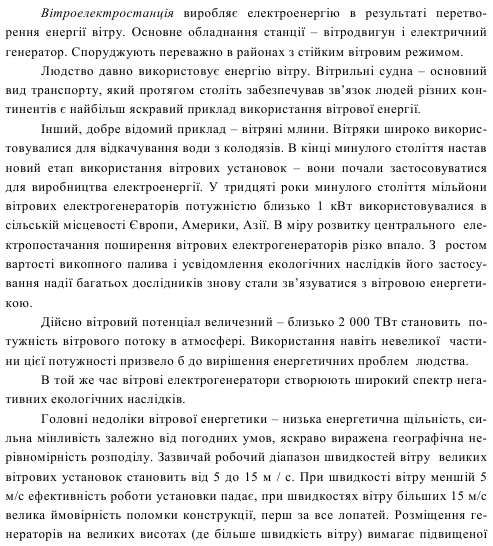 Вітроелектростанція виробляє електроенергію в результаті перетво-
рення енергії вітру. Основне обладнання станції – вітродвигун і електричний
генератор. Споруджують переважно в районах з стійким вітровим режимом.
Людство давно використовує енергію вітру. Вітрильні судна – основний
вид транспорту, який протягом століть забезпечував зв’язок людей різних кон-
тинентів є найбільш яскравий приклад використання вітрової енергії.
Інший, добре відомий приклад – вітряні млини. Вітряки широко викорис-
товувалися для відкачування води з колодязів. В кінці минулого століття настав
новий етап використання вітрових установок – вони почали застосовуватися
для виробництва електроенергії. У тридцяті роки минулого століття мільйони
вітрових електрогенераторів потужністю близько 1 кВт використовувалися в
сільській місцевості Європи, Америки, Азії. В міру розвитку центрального еле-
ктропостачання поширення вітрових електрогенераторів різко впало. З ростом
вартості викопного палива і усвідомлення екологічних наслідків його застосу-
вання надії багатьох дослідників знову стали зв’язуватися з вітровою енергети-
кою.
Дійсно вітровий потенціал величезний – близько 2 000 ТВт становить по-
тужність вітрового потоку в атмосфері. Використання навіть невеликої части-
ни цієї потужності призвело б до вирішення енергетичних проблем людства.
В той же час вітрові електрогенератори створюють широкий спектр нега-
тивних екологічних наслідків.
Головні недоліки вітрової енергетики – низька енергетична щільність, си-
льна мінливість залежно від погодних умов, яскраво виражена географічна не-
рівномірність розподілу. Зазвичай робочий діапазон швидкостей вітру великих
вітрових установок становить від 5 до 15 м / с. При швидкості вітру меншій 5
м/с ефективність роботи установки падає, при швидкостях вітру більших 15 м/с
велика ймовірність поломки конструкції, перш за все лопатей. Розміщення ге-
нераторів на великих висотах (де більше швидкість вітру) вимагає підвищеної